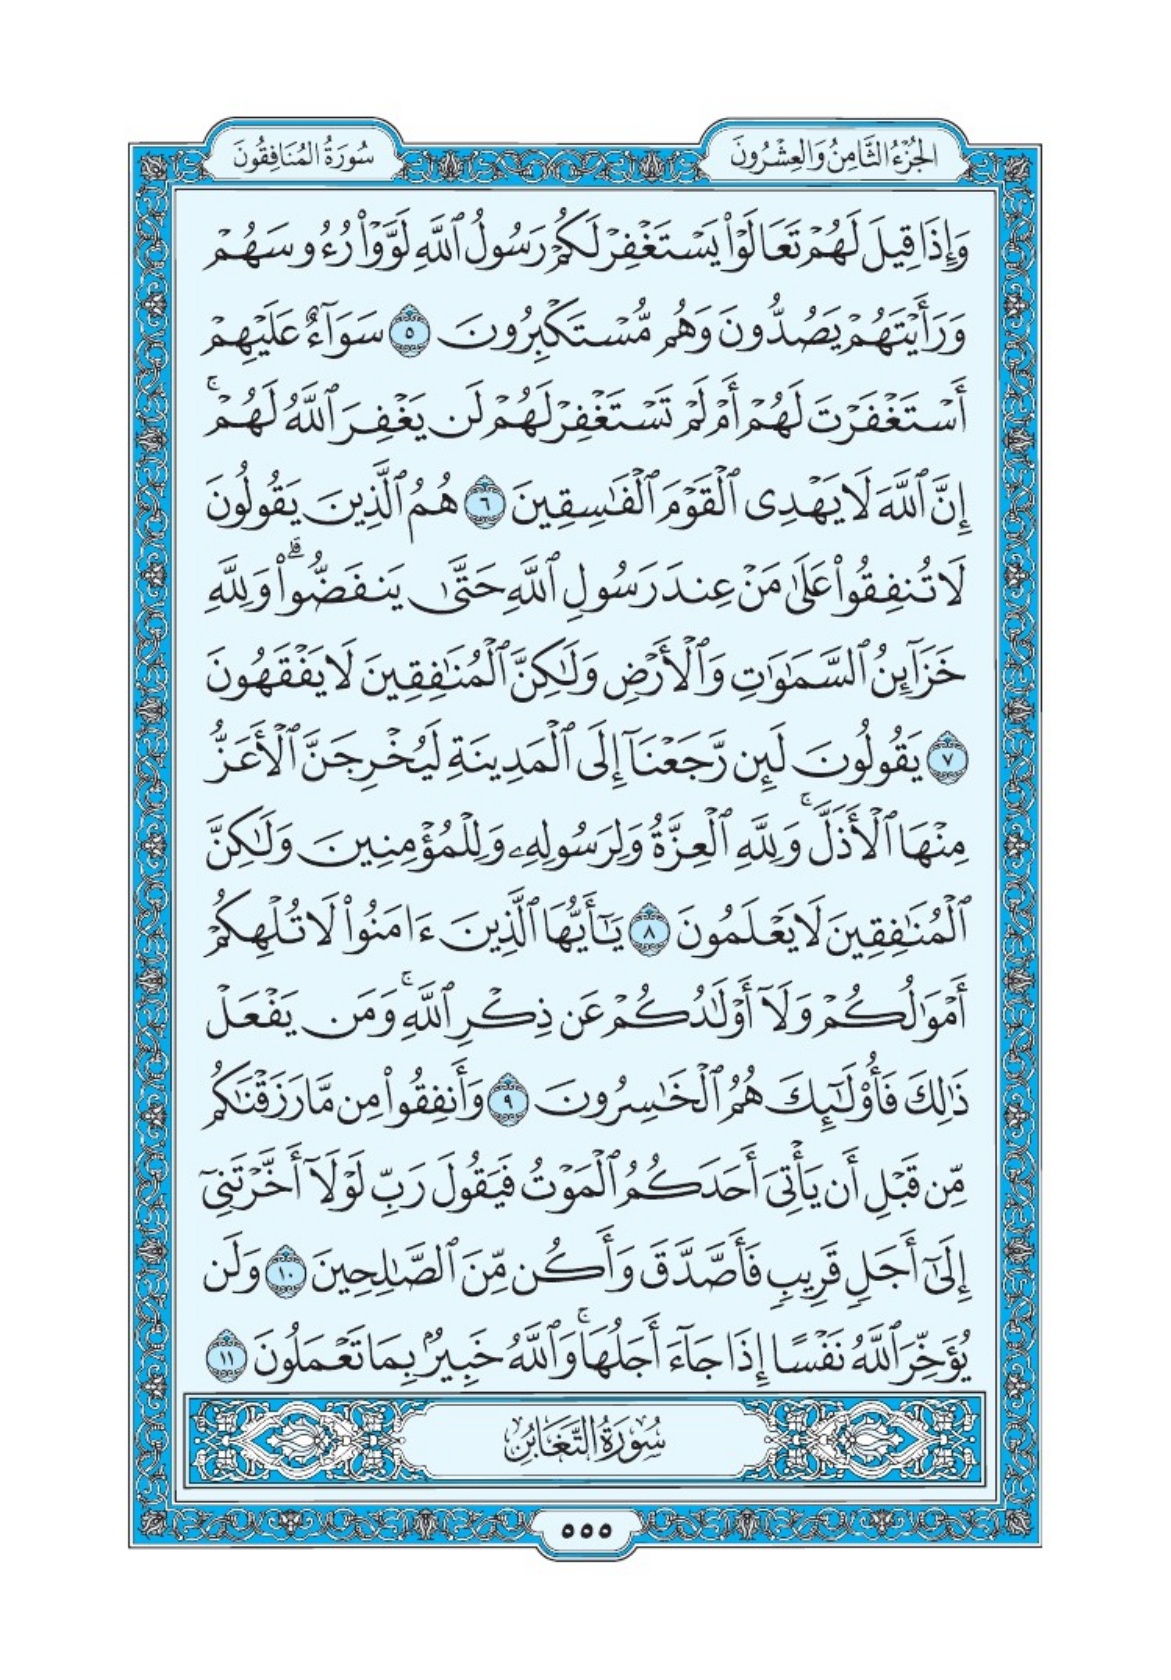 الجُزْءُ الثَّامِنُ وَالعِشْرُونَ
سُورَةُ المُنَافِقُونَ
وَإِذَا قِيلَ لَهُمْ تَعَالَوْا۟ يَسْتَغْفِرْ لَكُمْ رَسُولُ ٱللَّهِ لَوَّوْا۟ رُءُوسَهُمْ
وَرَأَيْتَهُمْ يَصُدُّونَ وَهُم مُّسْتَكْبِرُونَ ٥ سَوَآءٌ عَلَيْهِمْ
أَسْتَغْفَرْتَ لَهُمْ أَمْ لَمْ تَسْتَغْفِرْ لَهُمْ لَن يَغْفِرَ ٱللَّهُ لَهُمْ ۚ
إِنَّ ٱللَّهَ لَا يَهْدِى ٱلْقَوْمَ ٱلْفَـٰسِقِينَ ٦ هُمُ ٱلَّذِينَ يَقُولُونَ
لَا تُنفِقُوا۟ عَلَىٰ مَنْ عِندَ رَسُولِ ٱللَّهِ حَتَّىٰ يَنفَضُّوا۟ ۗ وَلِلَّهِ
خَزَآئِنُ ٱلسَّمَـٰوَٰتِ وَٱلْأَرْضِ وَلَـٰكِنَّ ٱلْمُنَـٰفِقِينَ لَا يَفْقَهُونَ
٧ يَقُولُونَ لَئِن رَّجَعْنَآ إِلَى ٱلْمَدِينَةِ لَيُخْرِجَنَّ ٱلْأَعَزُّ
مِنْهَا ٱلْأَذَلَّ ۚ وَلِلَّهِ ٱلْعِزَّةُ وَلِرَسُولِهِۦ وَلِلْمُؤْمِنِينَ وَلَـٰكِنَّ
ٱلْمُنَـٰفِقِينَ لَا يَعْلَمُونَ ٨ يَـٰٓأَيُّهَا ٱلَّذِينَ ءَامَنُوا۟ لَا تُلْهِكُمْ
أَمْوَٰلُكُمْ وَلَآ أَوْلَـٰدُكُمْ عَن ذِكْرِ ٱللَّهِ ۚ وَمَن يَفْعَلْ
ذَٰلِكَ فَأُو۟لَـٰٓئِكَ هُمُ ٱلْخَـٰسِرُونَ ٩ وَأَنفِقُوا۟ مِن مَّا رَزَقْنَـٰكُم
مِّن قَبْلِ أَن يَأْتِىَ أَحَدَكُمُ ٱلْمَوْتُ فَيَقُولَ رَبِّ لَوْلَآ أَخَّرْتَنِىٓ
إِلَىٰٓ أَجَلٍ قَرِيبٍ فَأَصَّدَّقَ وَأَكُن مِّنَ ٱلصَّـٰلِحِينَ ١٠ وَلَن
يُؤَخِّرَ ٱللَّهُ نَفْسًا إِذَا جَآءَ أَجَلُهَا ۚ وَٱللَّهُ خَبِيرٌۢ بِمَا تَعْمَلُونَ ١١
سُورَةُ التَّغَابُنِ
٥٥٥